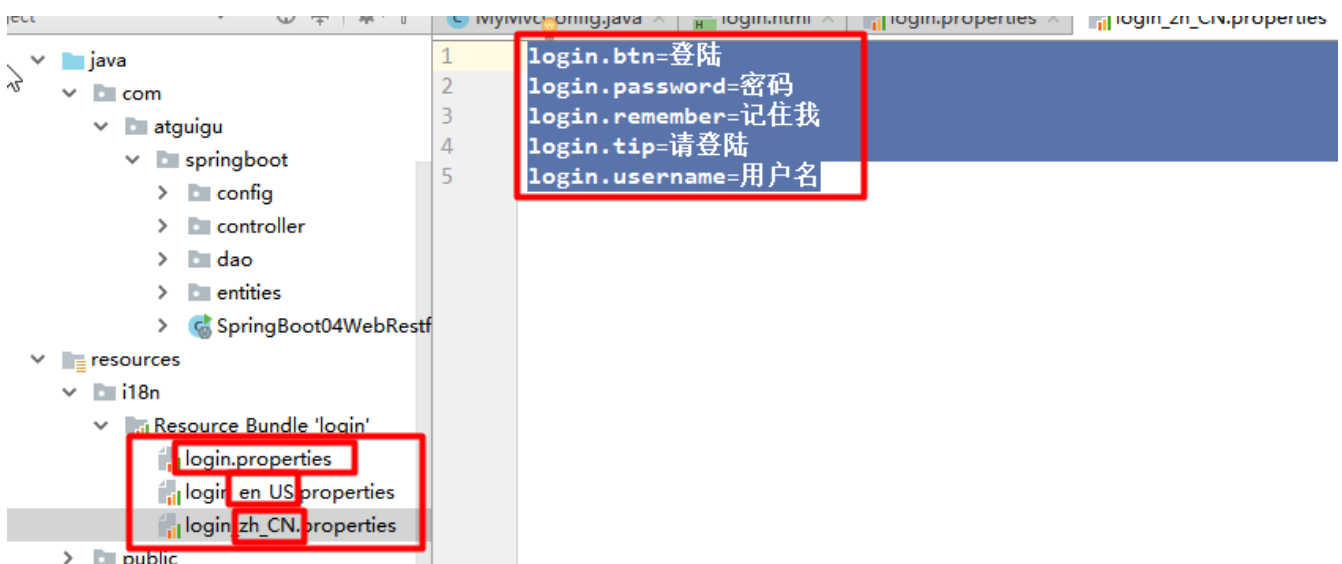 MyMvcConfig.java
login.html
login.properties
login_zh_CN.properties
java
com
atguigu
springboot
config
controller
dao
entities
SpringBoot04WebRestf
resources
i18n
Resource Bundle 'login'
login.properties
login_en_US.properties
login_zh_CN.properties
public
1 login.btn=登陆
2 login.password=密码
3 login.remember=记住我
4 login.tip=请登陆
5 login.username=用户名